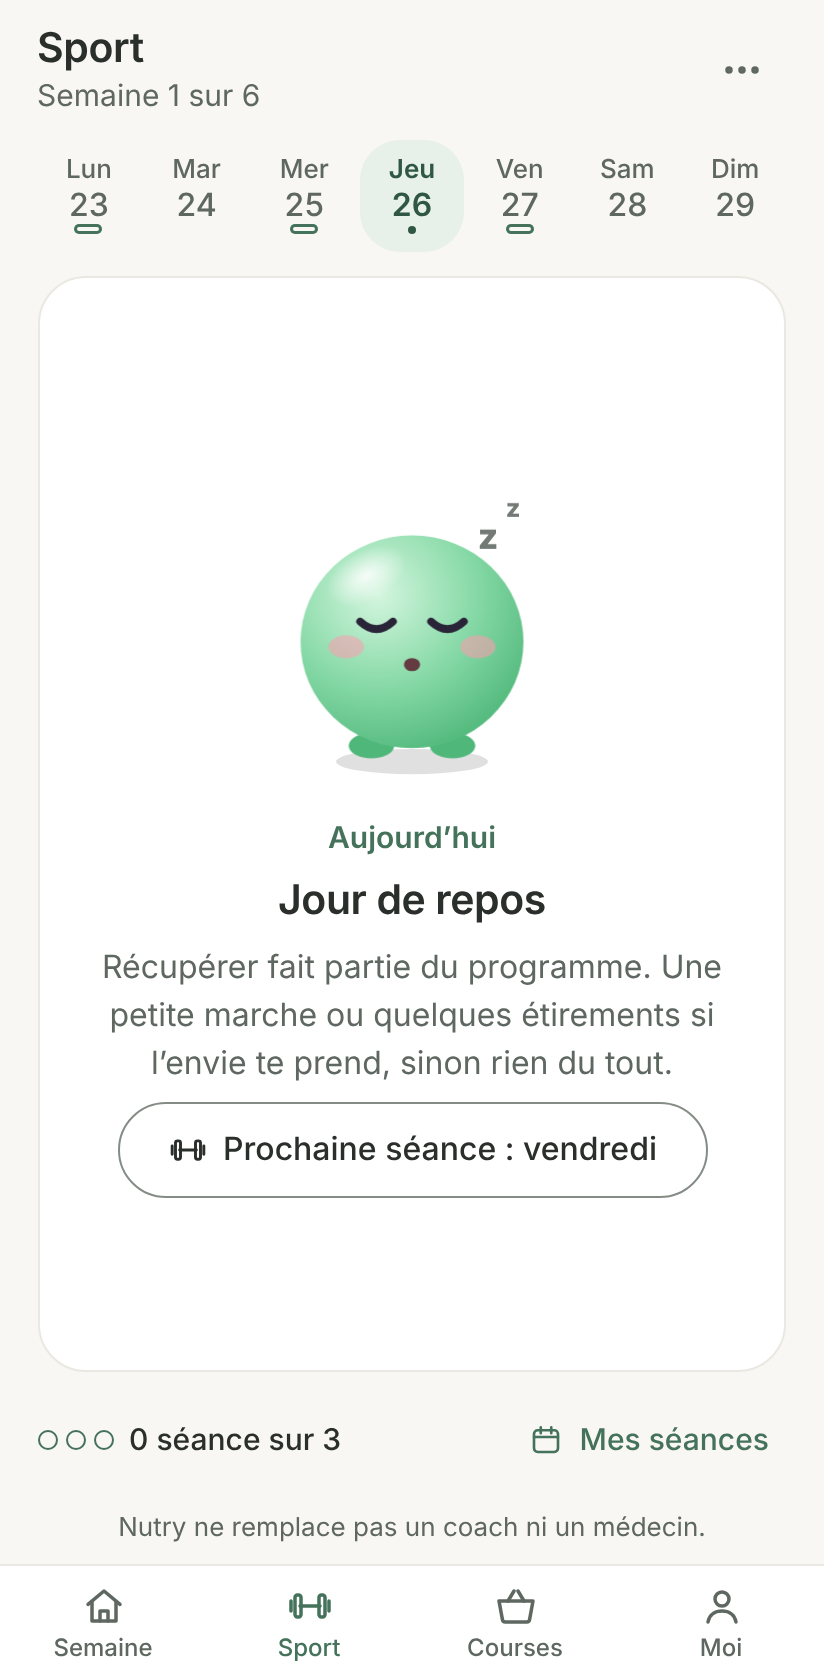 Sport
Semaine 1 sur 6
Lun Mar Mer Jeu Ven Sam Dim
23 24 25 26 27 28 29
z
z
Aujourd’hui
Jour de repos
Récupérer fait partie du programme. Une
petite marche ou quelques étirements si
l’envie te prend, sinon rien du tout.
Prochaine séance : vendredi
0 séance sur 3
Mes séances
Nutry ne remplace pas un coach ni un médecin.
Semaine Sport Courses Moi